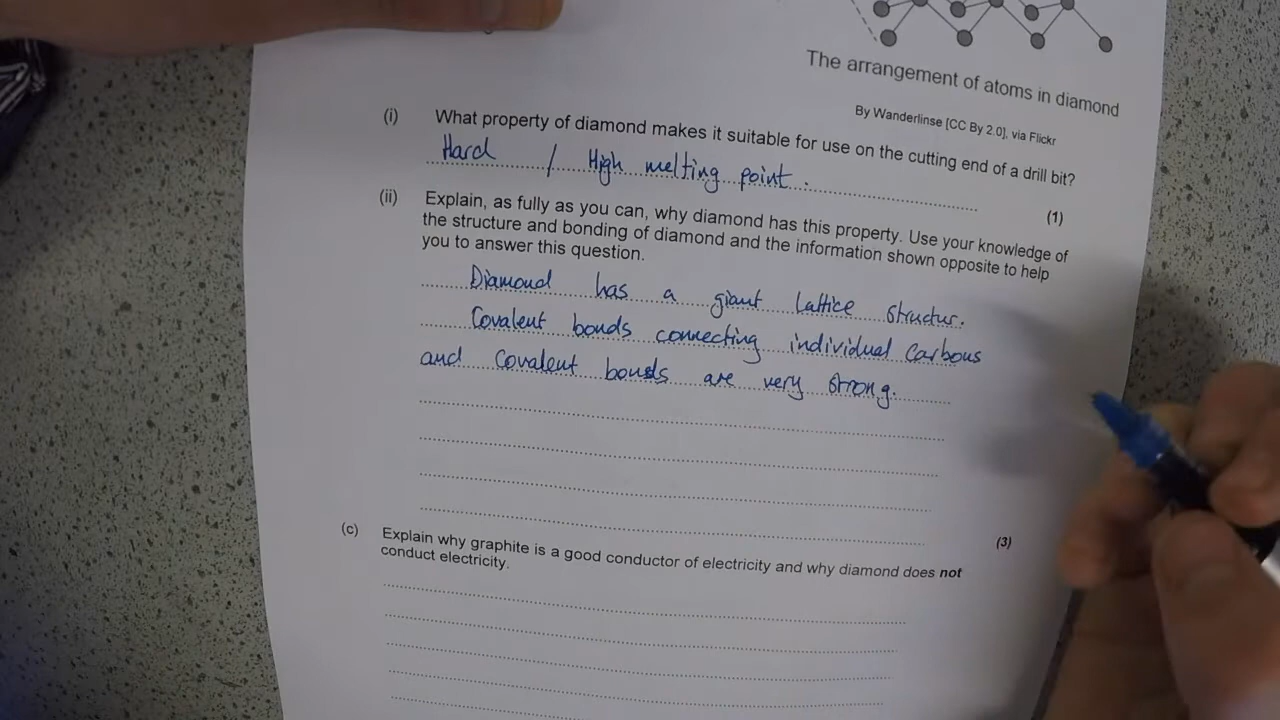 The arrangement of atoms in diamond
By Wanderlinse [CC By 2.0], via Flickr
(i) What property of diamond makes it suitable for use on the cutting end of a drill bit?
Hard / High melting point.
(1)
(ii) Explain, as fully as you can, why diamond has this property. Use your knowledge of
the structure and bonding of diamond and the information shown opposite to help
you to answer this question.
Diamond has a giant lattice structur.
Covalent bonds connecting individual Carbons
and Covalent bonds are very strong.
(3)
(c) Explain why graphite is a good conductor of electricity and why diamond does not
conduct electricity.